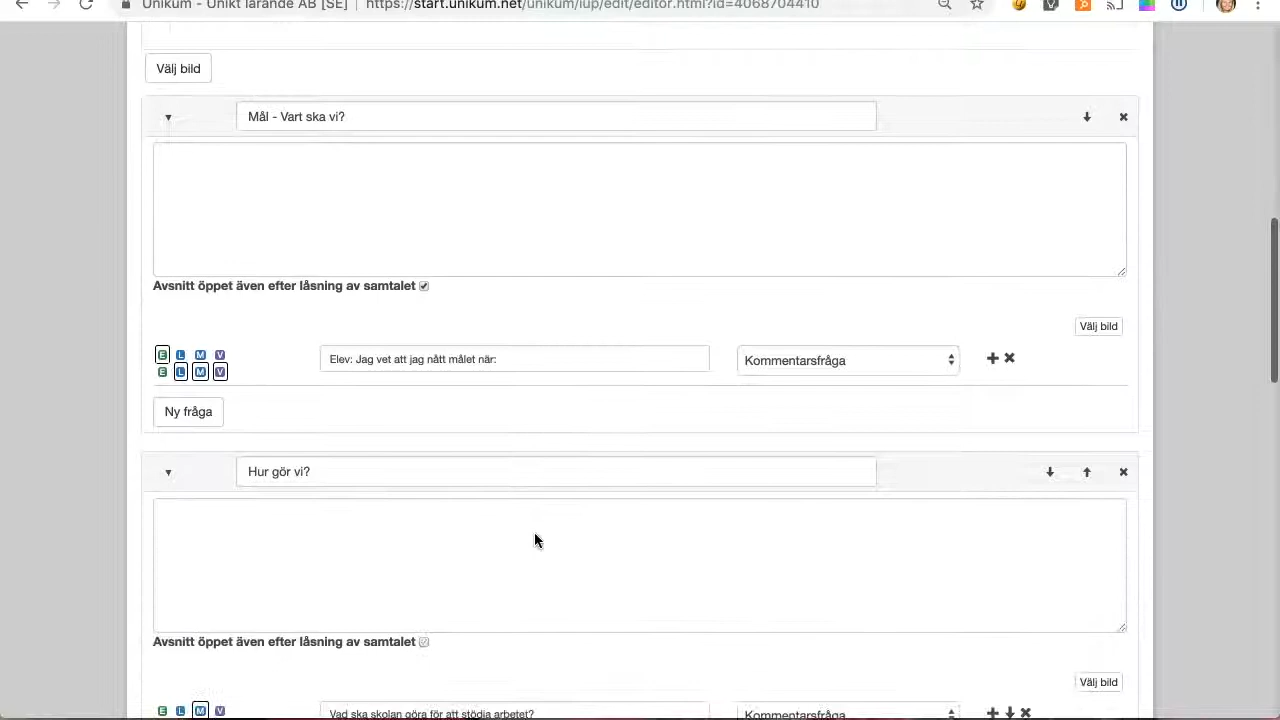 Unikum - Unikt lärande AB [SE] https://start.unikum.net/unikum/iup/edit/editor.html?id=4068704410
Välj bild
Mål - Vart ska vi?
Avsnitt öppet även efter låsning av samtalet
Välj bild
E L M V
E L M V
Elev: Jag vet att jag nått målet när:
Kommentarsfråga
Ny fråga
Hur gör vi?
Avsnitt öppet även efter låsning av samtalet
Välj bild
E L M V
Vad ska skolan göra för att stödja arbetet?
Kommentarsfråga